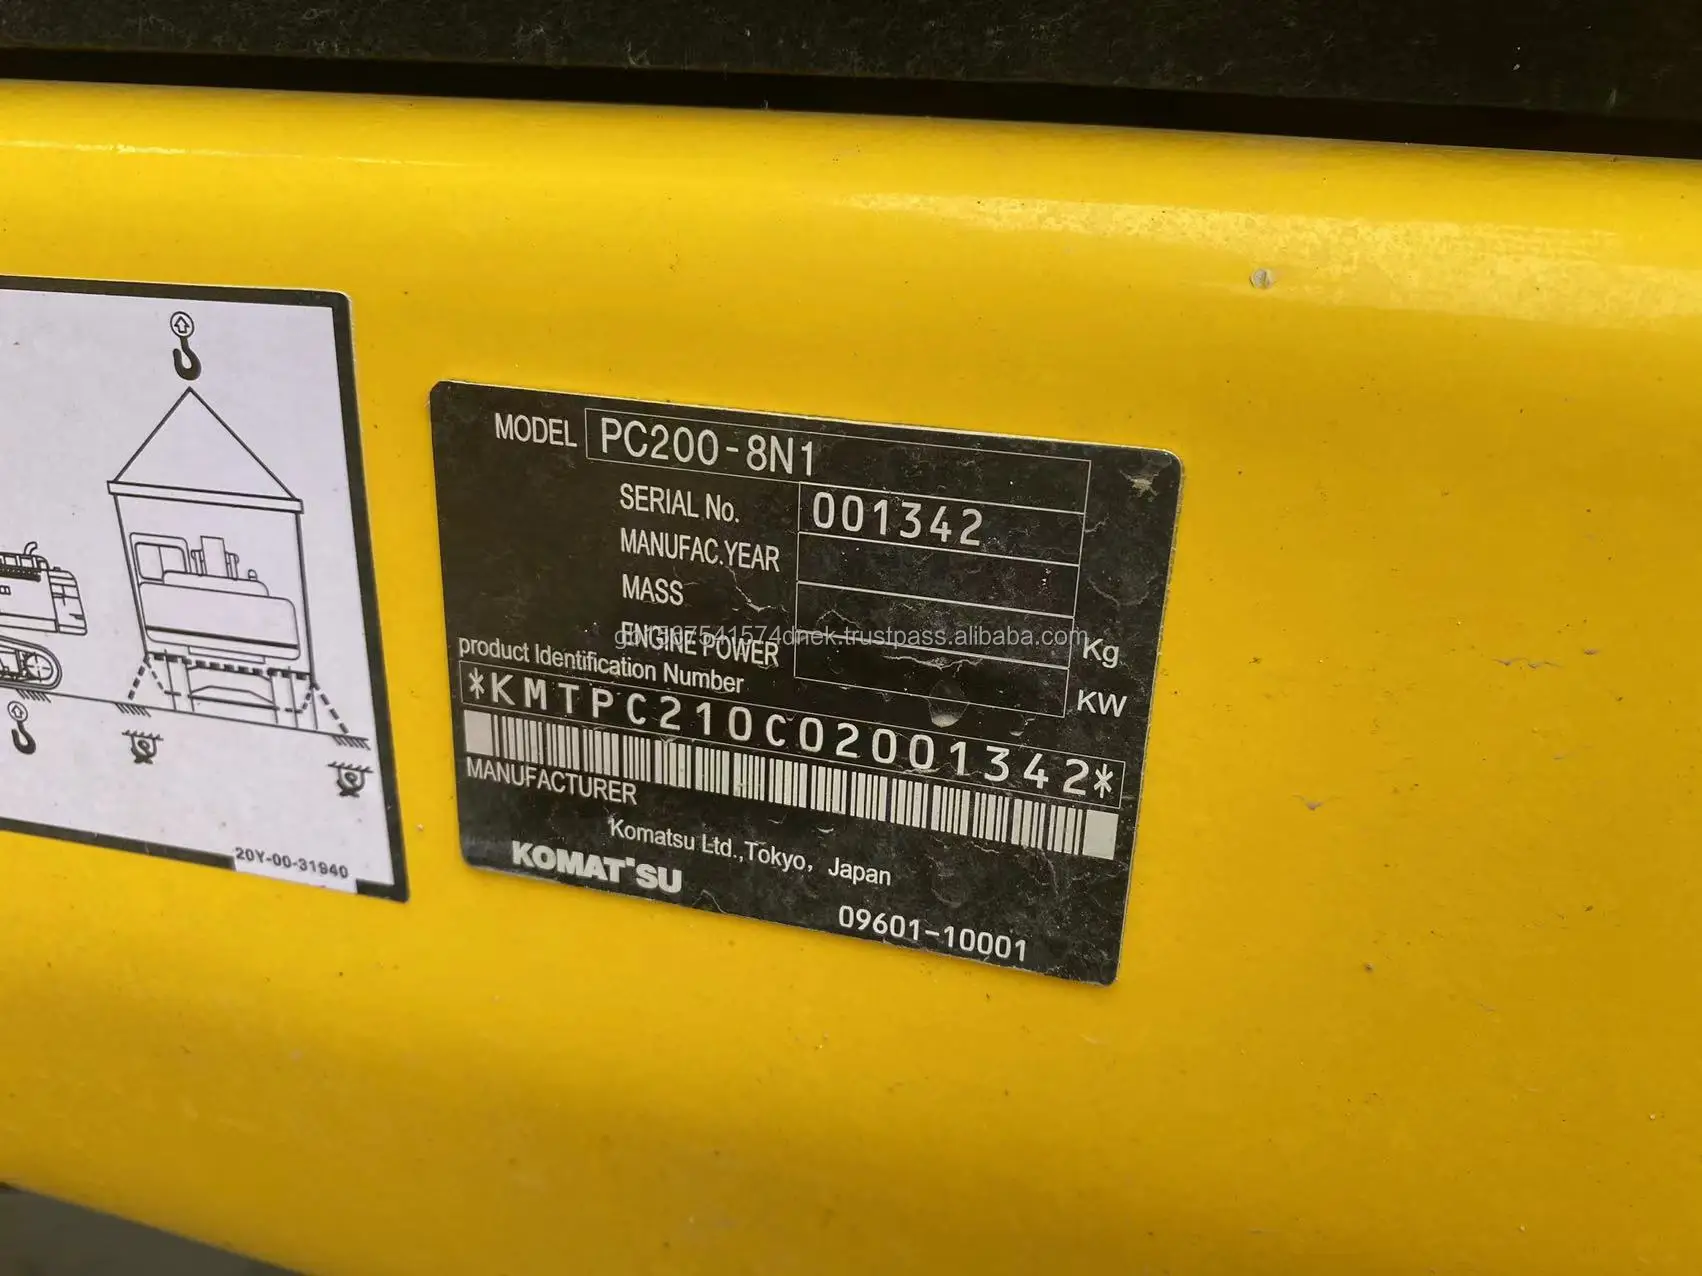 MODEL PC200-8N1
SERIAL No. 001342
MANUFAC.YEAR
MASS Kg
ENGINE POWER KW
product Identification Number
*KMTPC210C02001342*
MANUFACTURER
Komatsu Ltd.,Tokyo, Japan
KOMATSU
09601-10001
20Y-00-31940